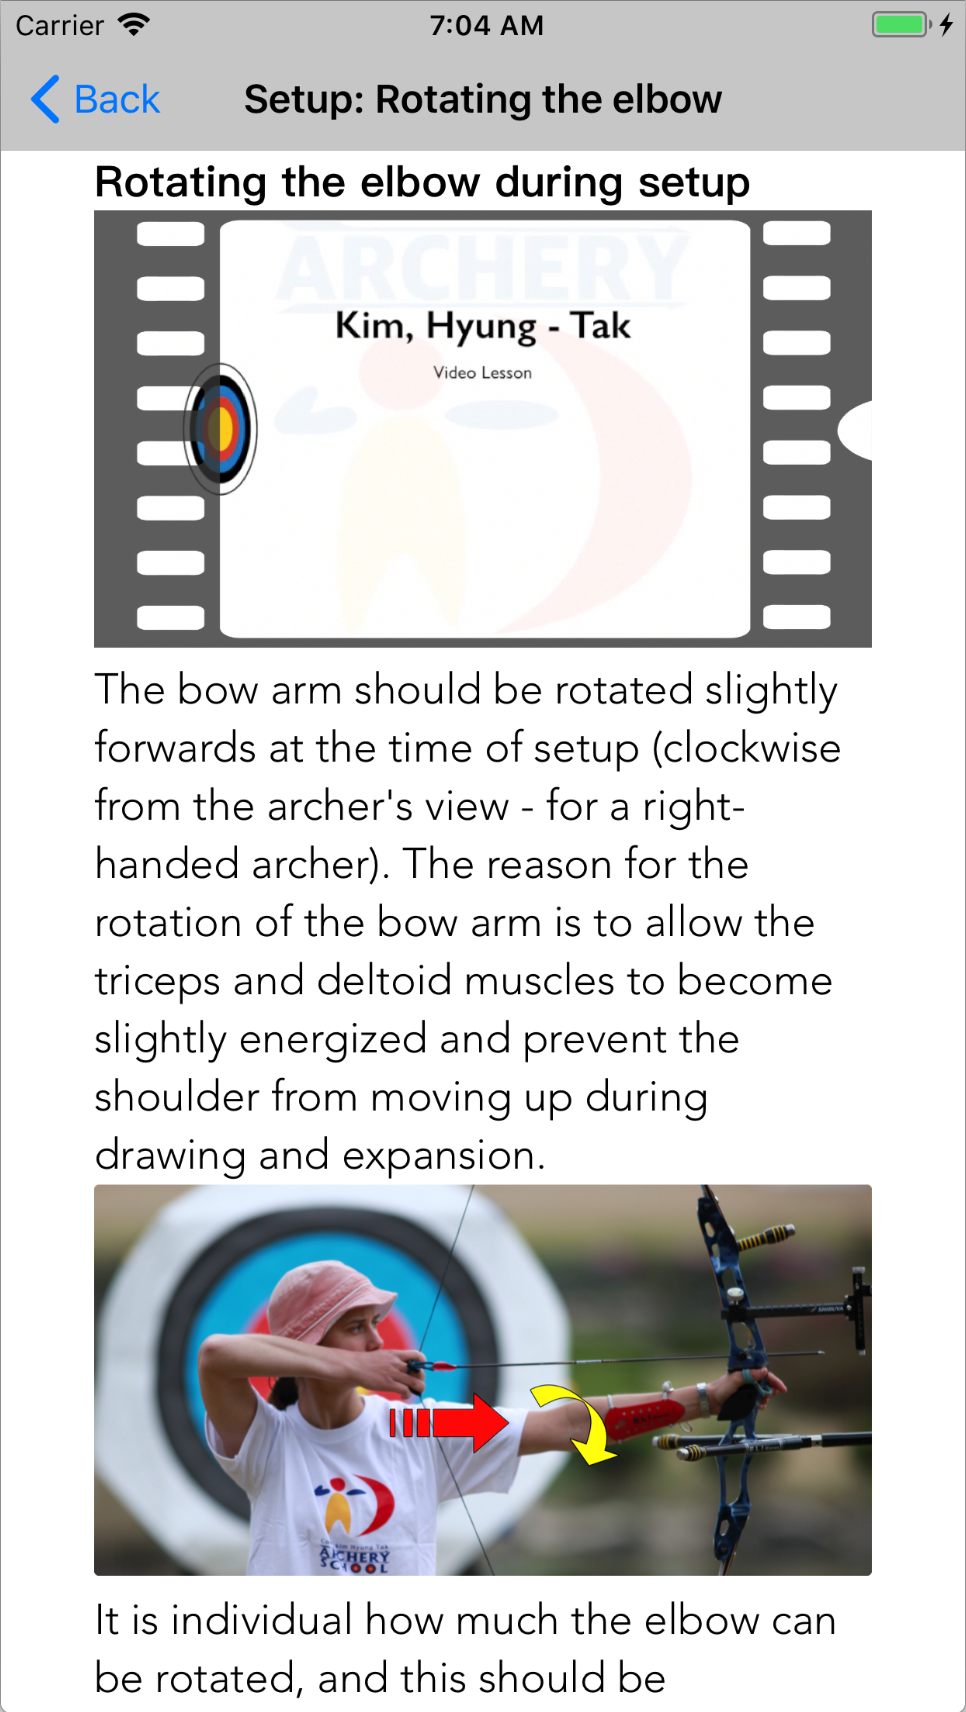 Carrier 7:04 AM
Back Setup: Rotating the elbow
Rotating the elbow during setup
ARCHERY
Kim, Hyung - Tak
Video Lesson
The bow arm should be rotated slightly
forwards at the time of setup (clockwise
from the archer's view - for a right-
handed archer). The reason for the
rotation of the bow arm is to allow the
triceps and deltoid muscles to become
slightly energized and prevent the
shoulder from moving up during
drawing and expansion.
Kim Hyung Tak
ARCHERY
SCHOOL
It is individual how much the elbow can
be rotated, and this should be